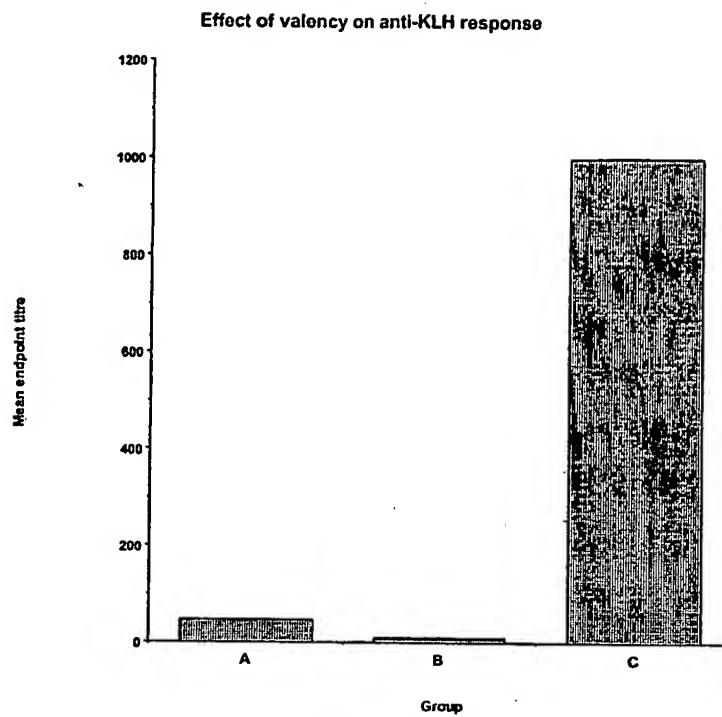 Effect of valency on anti-KLH response
1200
1000
800
600
400
200
0
Mean endpoint titre
A B C
Group